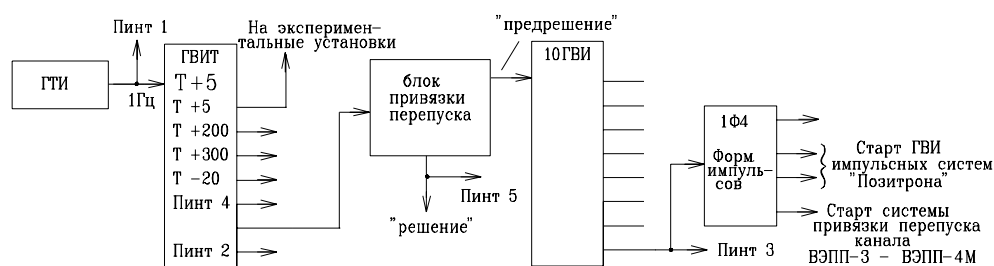 Пинт 1
На эксперимен-
тальные установки
"предрешение"
ГТИ
1Гц
ГВИТ
Т+5
Т +5
Т +200
Т +300
Т -20
Пинт 4
Пинт 2
блок
привязки
перепуска
Пинт 5
"решение"
10ГВИ
Пинт 3
1Ф4
Форм
импуль-
сов
Старт ГВИ
импульсных систем
"Позитрона"
Старт системы
привязки перепуска
канала
ВЭПП-3 - ВЭПП-4М